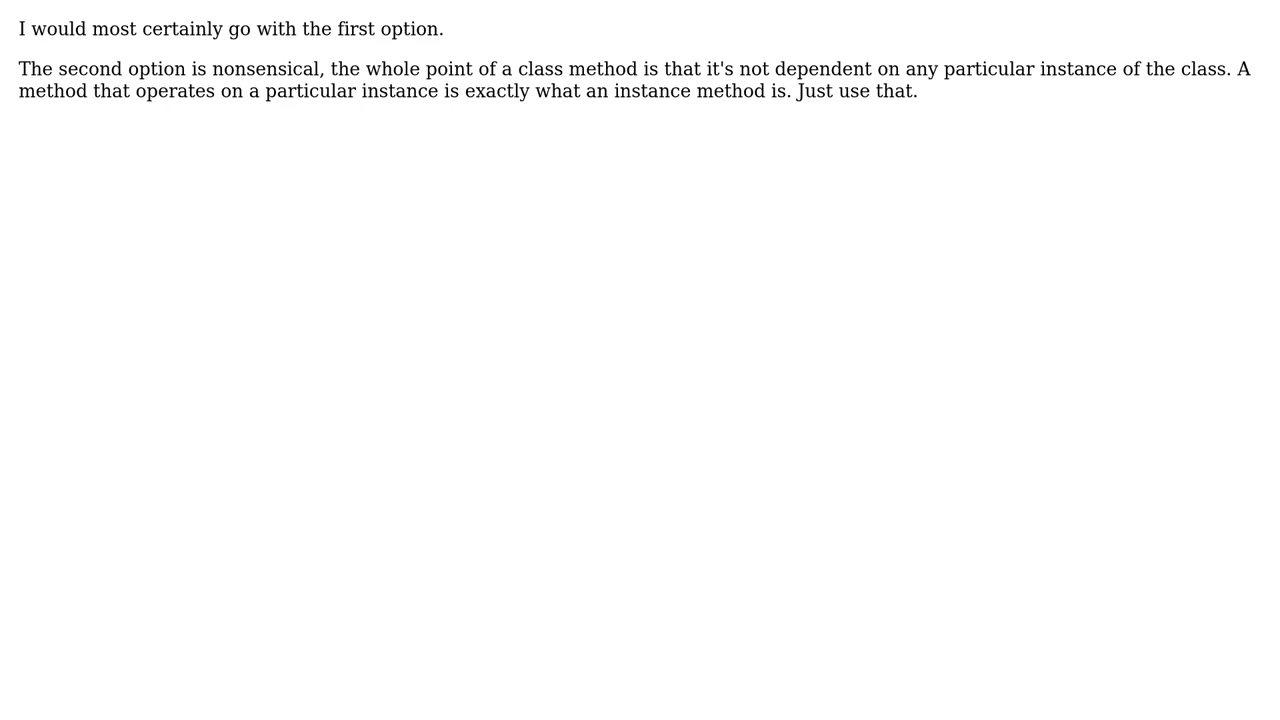 I would most certainly go with the first option.
The second option is nonsensical, the whole point of a class method is that it's not dependent on any particular instance of the class. A
method that operates on a particular instance is exactly what an instance method is. Just use that.